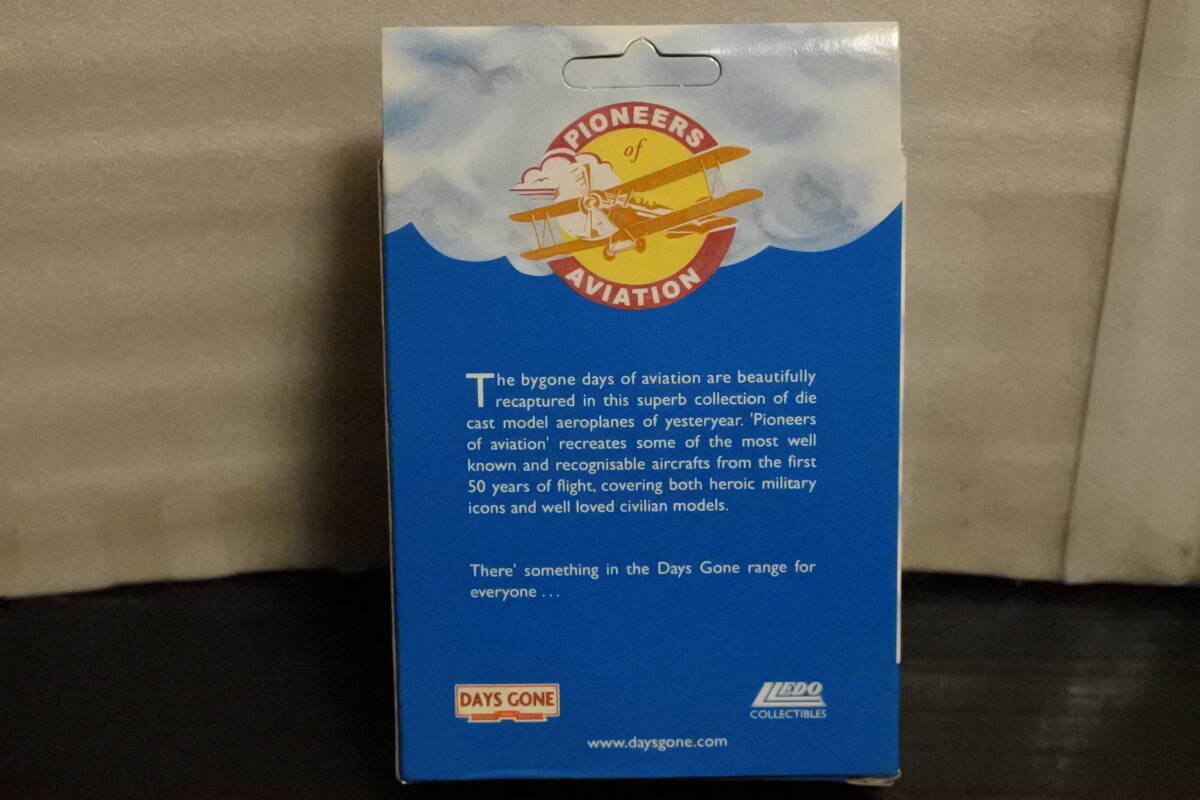 PIONEERS
of
AVIATION
The bygone days of aviation are beautifully
recaptured in this superb collection of die
cast model aeroplanes of yesteryear. 'Pioneers
of aviation' recreates some of the most well
known and recognisable aircrafts from the first
50 years of flight, covering both heroic military
icons and well loved civilian models.
There' something in the Days Gone range for
everyone ...
DAYS GONE
LLEDO
COLLECTIBLES
www.daysgone.com